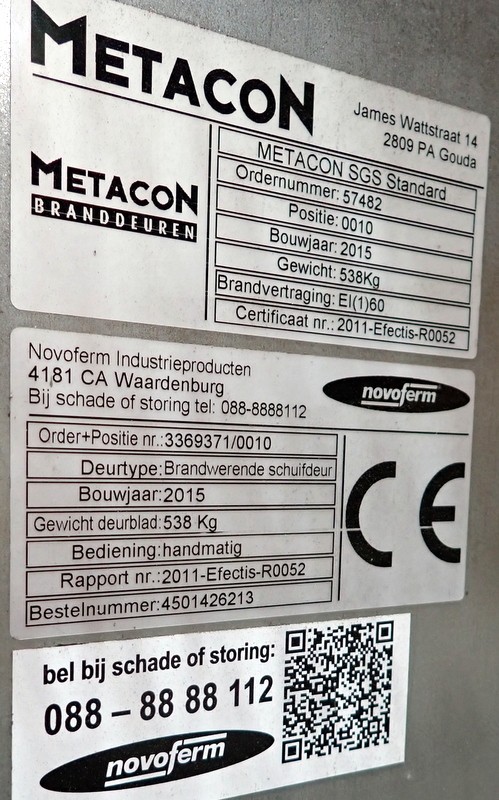 METACON
James Wattstraat 14
2809 PA Gouda
METACON
BRANDDEUREN
METACON SGS Standard
Ordernummer: 57482
Positie: 0010
Bouwjaar: 2015
Gewicht: 538Kg
Brandvertraging: EI(1)60
Certificaat nr.: 2011-Efectis-R0052
Novoferm Industrieproducten
4181 CA Waardenburg
Bij schade of storing tel: 088-8888112
novoferm®
Order+Positie nr.: 3369371/0010
Deurtype: Brandwerende schuifdeur
Bouwjaar: 2015
Gewicht deurblad: 538 Kg
Bediening: handmatig
Rapport nr.: 2011-Efectis-R0052
Bestelnummer: 4501426213
CE
bel bij schade of storing:
088 – 88 88 112
novoferm